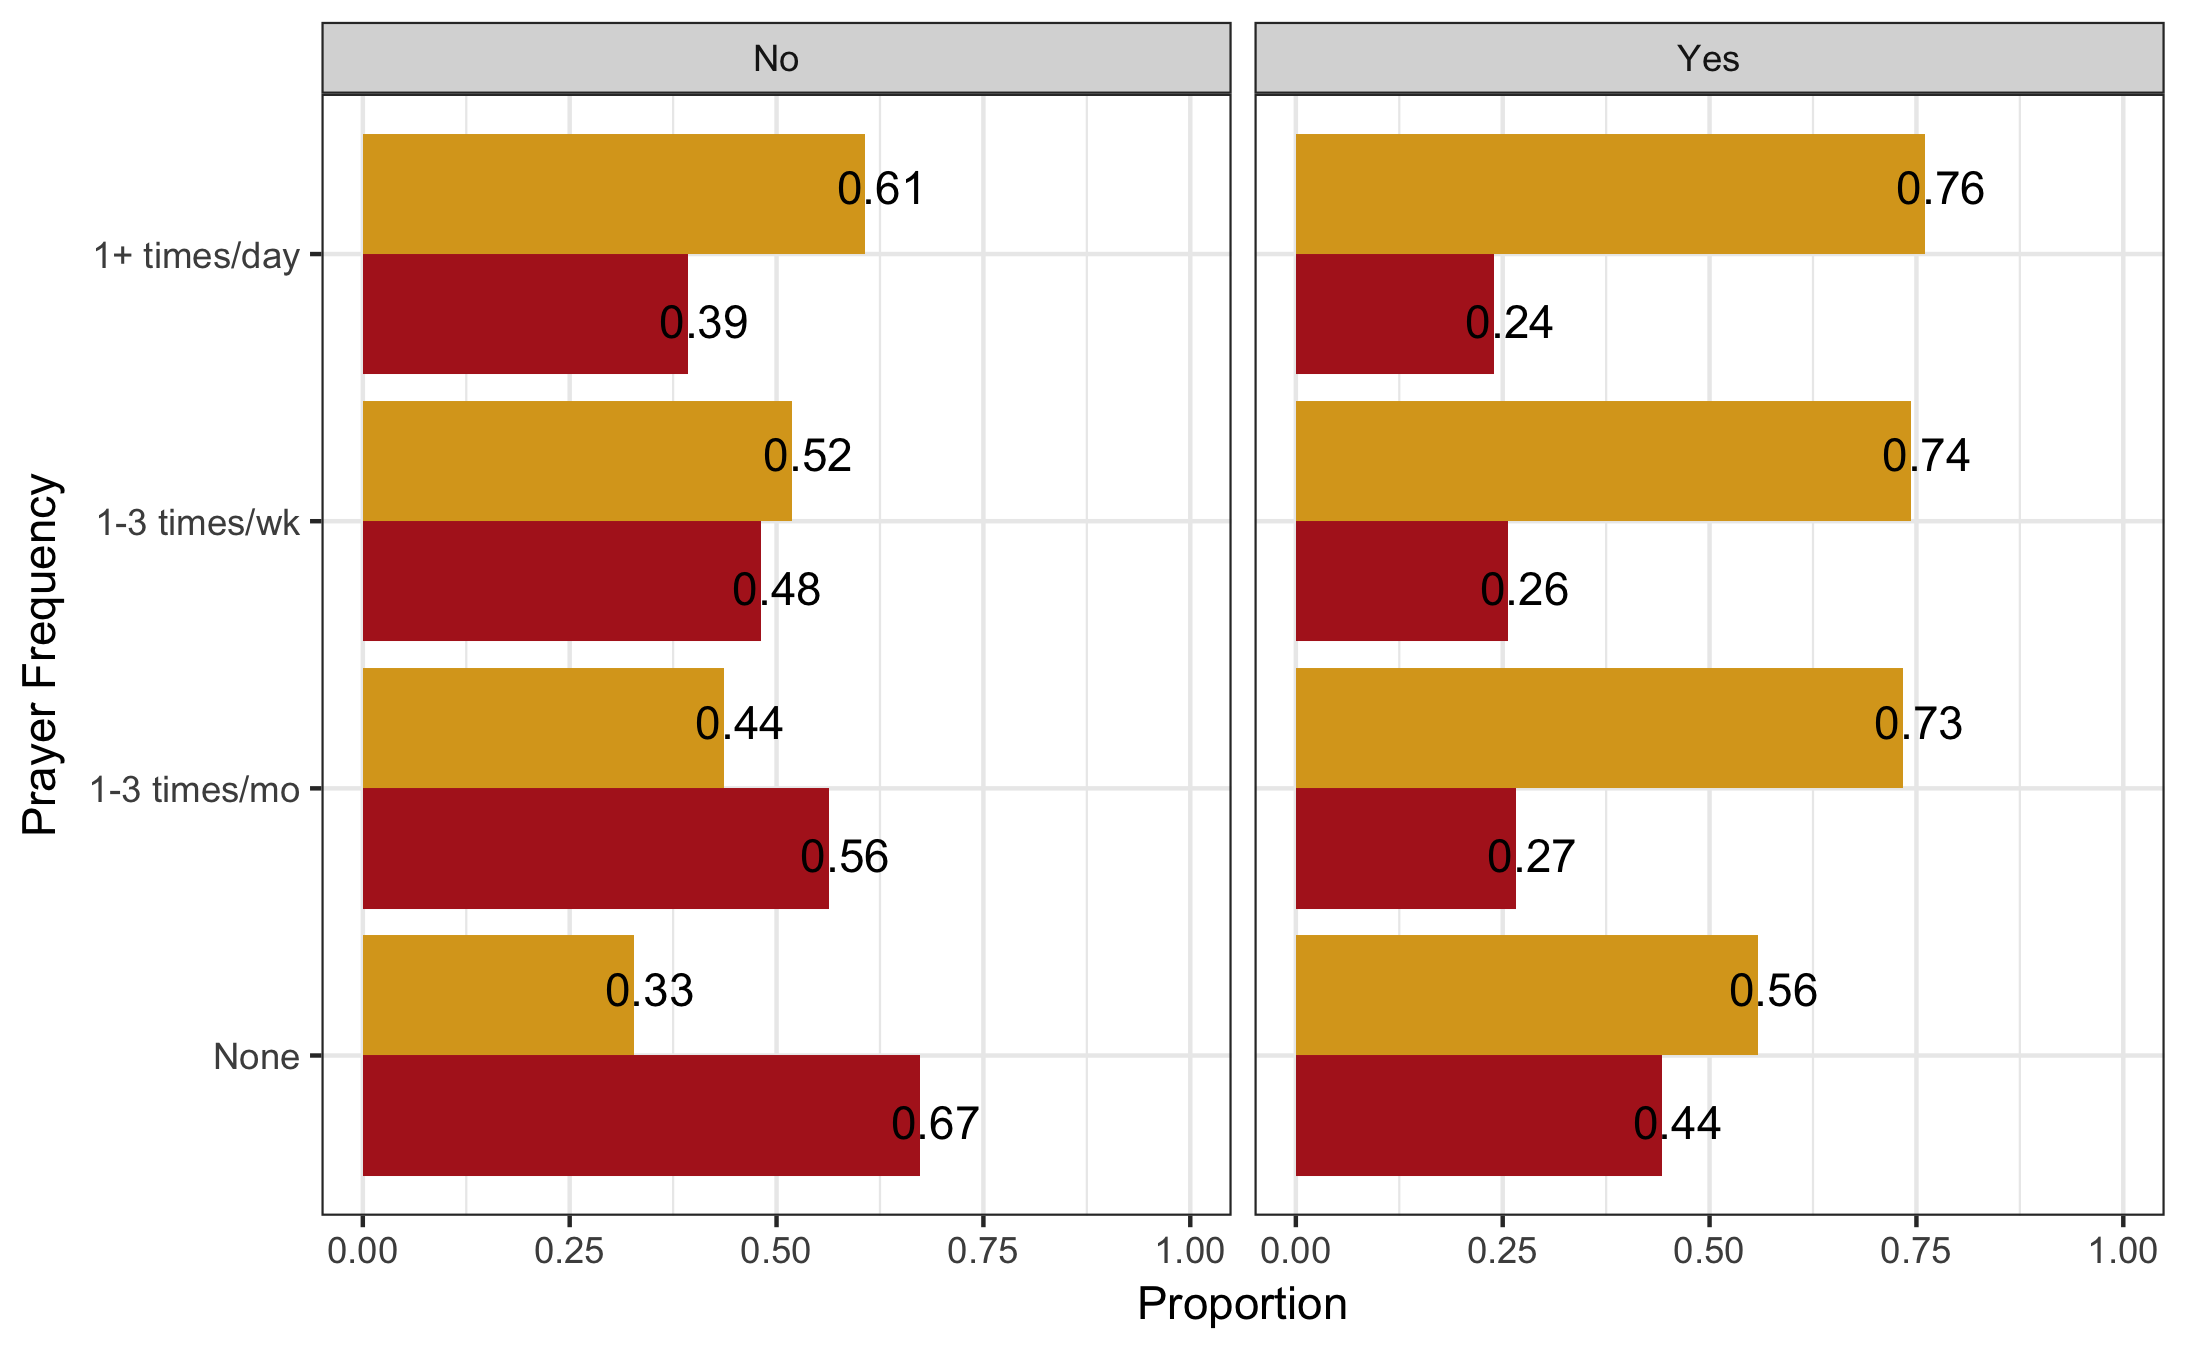 No
Yes
Prayer Frequency
1+ times/day
0.61
0.76
0.39
0.24
1-3 times/wk
0.52
0.74
0.48
0.26
1-3 times/mo
0.44
0.73
0.56
0.27
None
0.33
0.56
0.67
0.44
0.00 0.25 0.50 0.75 1.00
0.00 0.25 0.50 0.75 1.00
Proportion